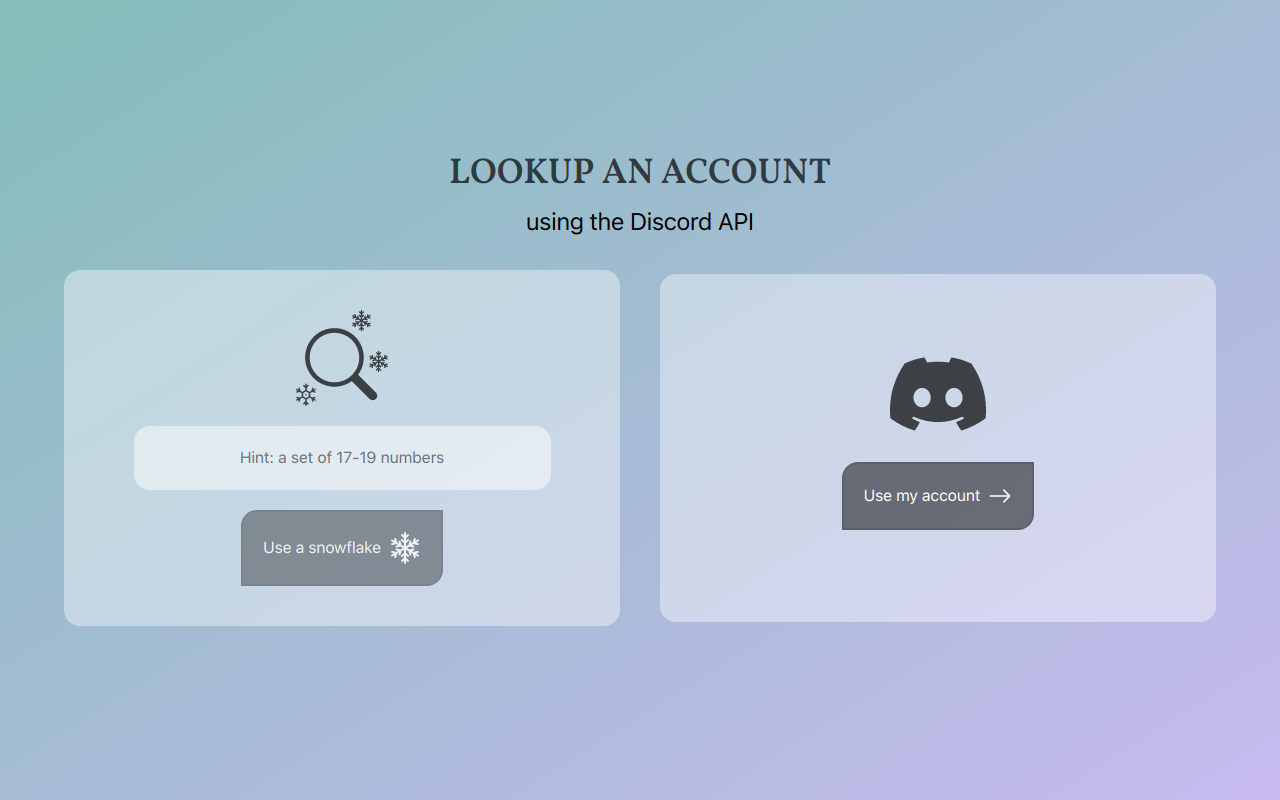 LOOKUP AN ACCOUNT
using the Discord API
Hint: a set of 17-19 numbers
Use a snowflake
Use my account